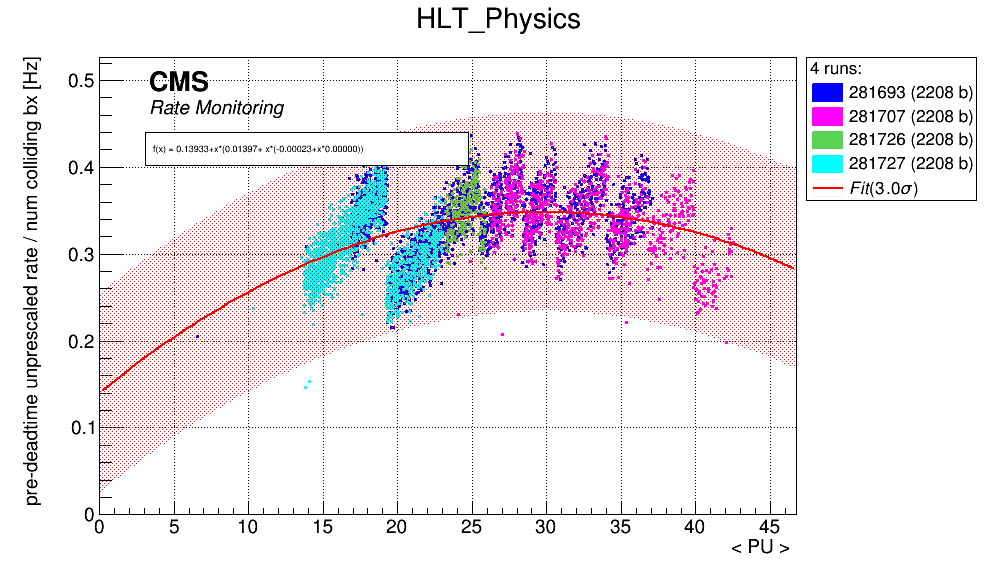 HLT_Physics
pre-deadtime unprescaled rate / num colliding bx [Hz]
0.5
0.4
0.3
0.2
0.1
0
CMS
Rate Monitoring
f(x) = 0.13933+x*(0.01397+ x*(-0.00023+x*0.00000))
0 5 10 15 20 25 30 35 40 45
< PU >
4 runs:
281693 (2208 b)
281707 (2208 b)
281726 (2208 b)
281727 (2208 b)
Fit(3.0σ)